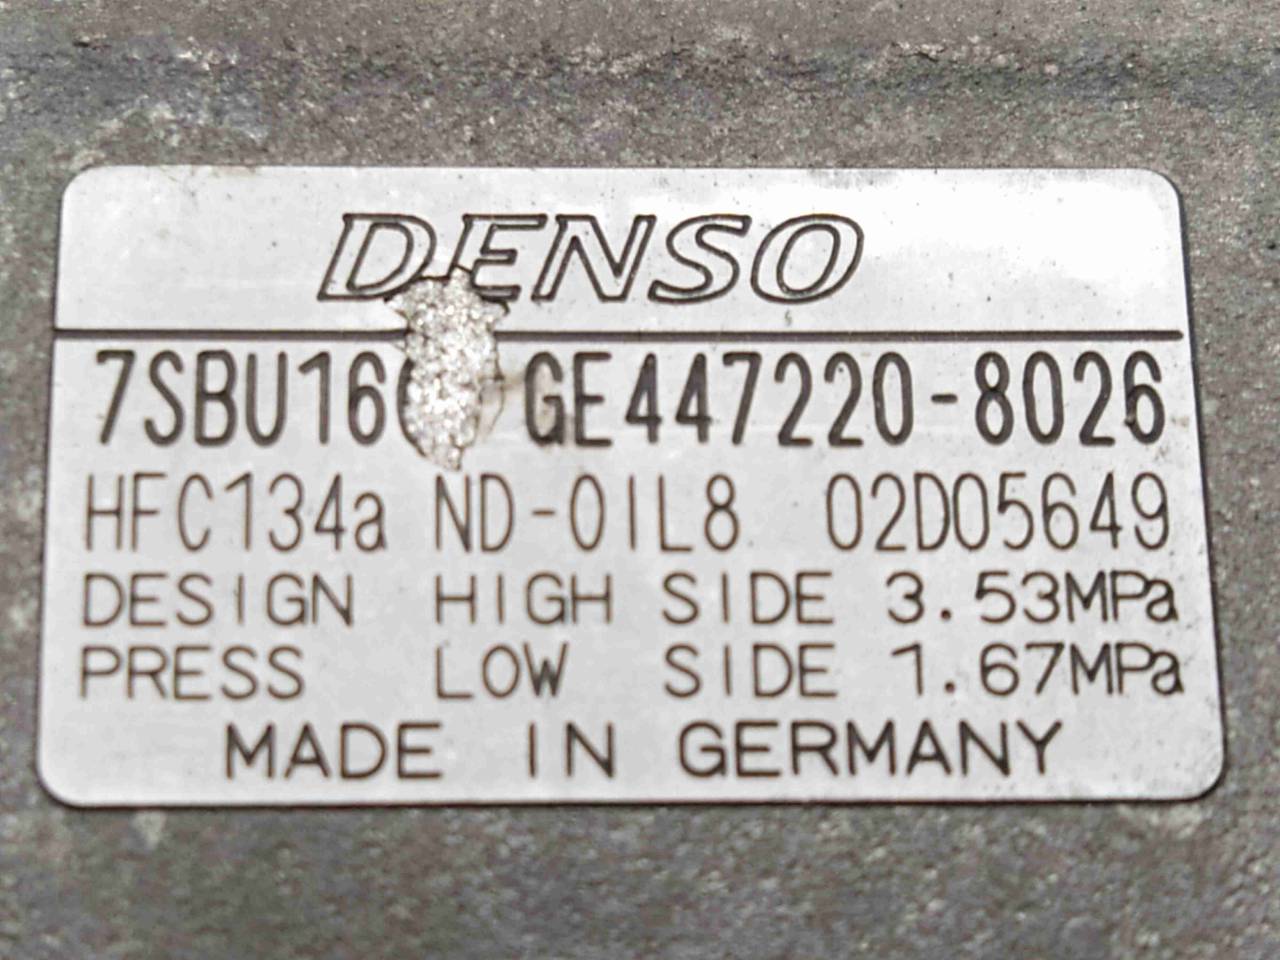 DENSO
7SBU16 GE447220-8026
HFC134a ND-OIL8 02D05649
DESIGN HIGH SIDE 3.53MPa
PRESS LOW SIDE 1.67MPa
MADE IN GERMANY